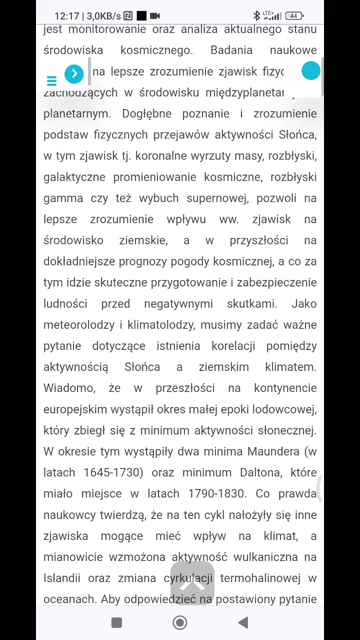 12:17 | 3,0KB/s
44
jest monitorowanie oraz analiza aktualnego stanu
środowiska kosmicznego. Badania naukowe
na lepsze zrozumienie zjawisk
zachodzących w środowisku
planetarnym. Dogłębne poznanie i zrozumienie
podstaw fizycznych przejawów aktywności Słońca,
w tym zjawisk tj. koronalne wyrzuty masy, rozbłyski,
galaktyczne promieniowanie kosmiczne, rozbłyski
gamma czy też wybuch supernowej, pozwoli na
lepsze zrozumienie wpływu ww. zjawisk na
środowisko ziemskie, a w przyszłości na
dokładniejsze prognozy pogody kosmicznej, a co za
tym idzie skuteczne przygotowanie i zabezpieczenie
ludności przed negatywnymi skutkami. Jako
meteorolodzy i klimatolodzy, musimy zadać ważne
pytanie dotyczące istnienia korelacji pomiędzy
aktywnością Słońca a ziemskim klimatem.
Wiadomo, że w przeszłości na kontynencie
europejskim wystąpił okres małej epoki lodowcowej,
który zbiegł się z minimum aktywności słonecznej.
W okresie tym wystąpiły dwa minima Maundera (w
latach 1645-1730) oraz minimum Daltona, które
miało miejsce w latach 1790-1830. Co prawda
naukowcy twierdzą, że na ten cykl nałożyły się inne
zjawiska mogące mieć wpływ na klimat, a
mianowicie wzmożona aktywność wulkaniczna na
Islandii oraz zmiana cyrkulacji termohalinowej w
oceanach. Aby odpowiedzieć na postawiony pytanie